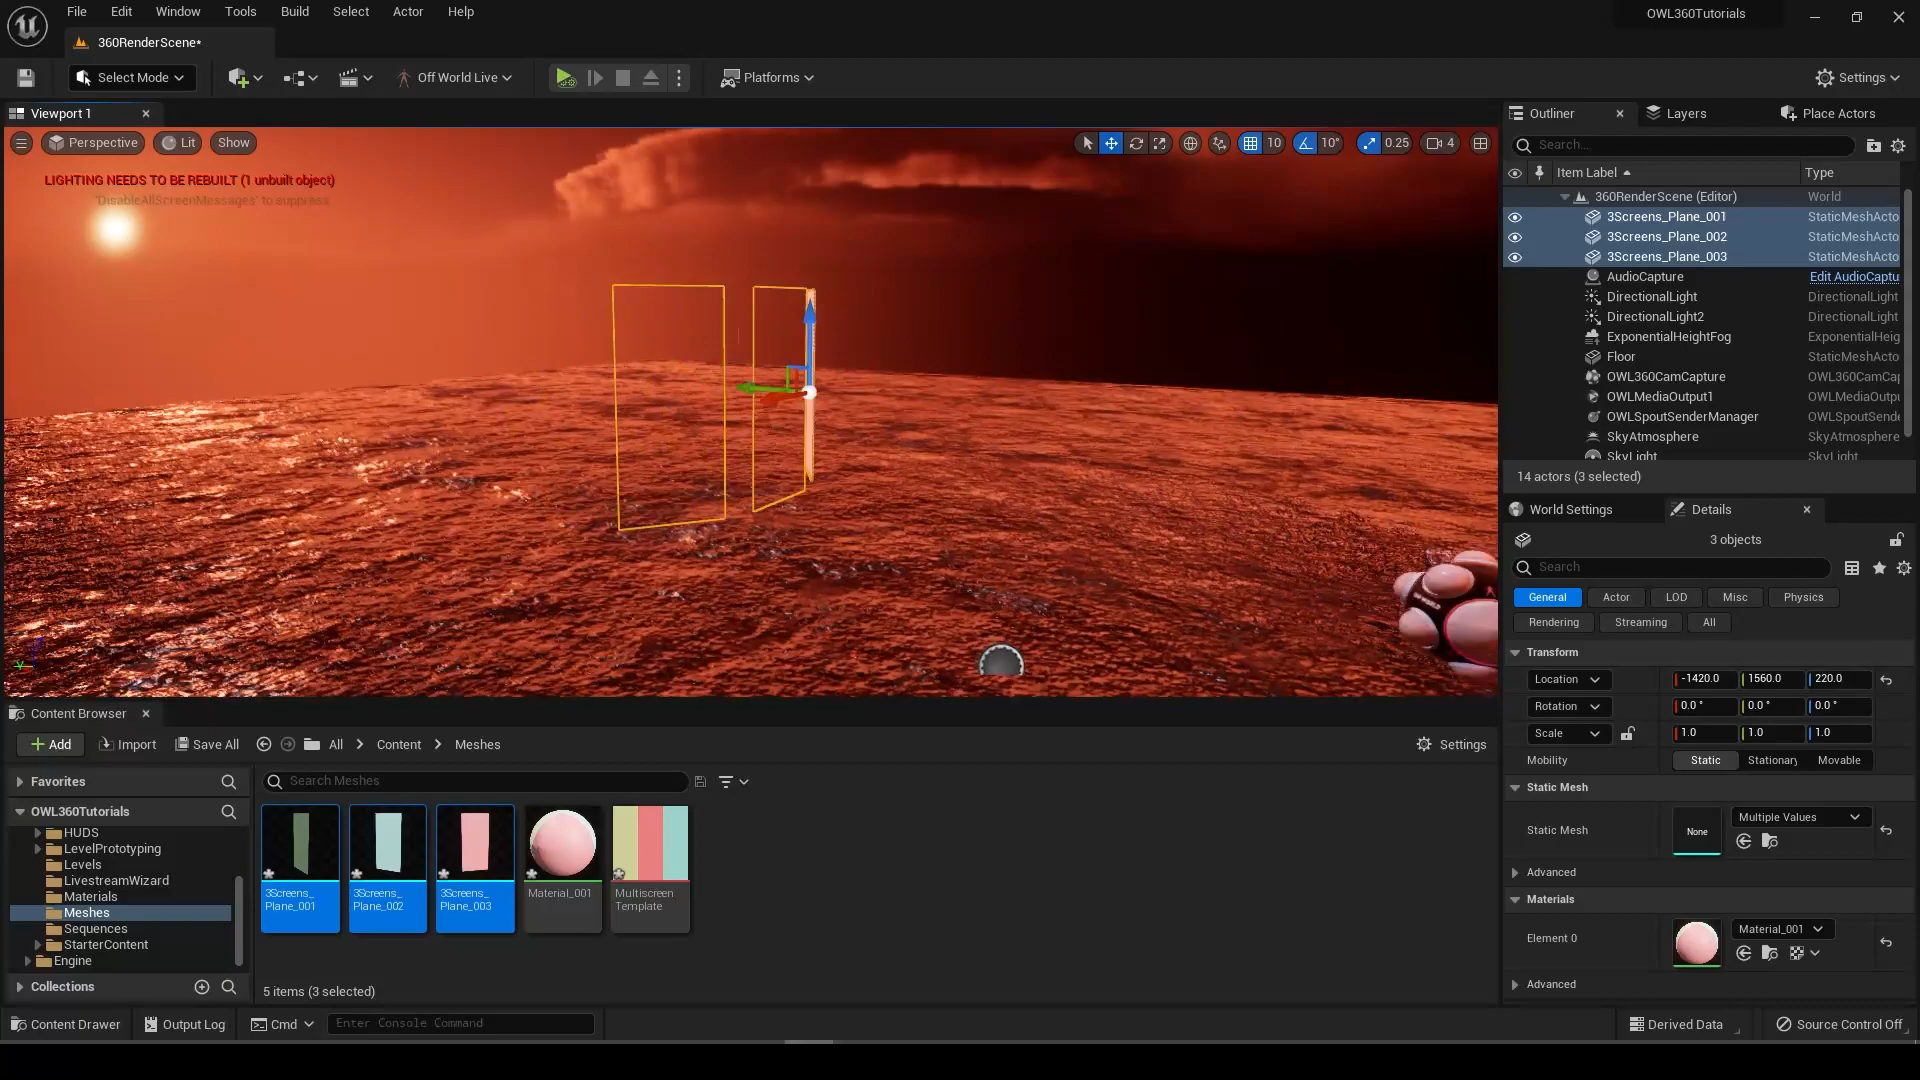 File Edit Window Tools Build Select Actor Help
OWL360Tutorials
360RenderScene*
Select Mode
Off World Live
Platforms
Settings
Viewport 1
Perspective Lit Show
10 10° 0.25 4
LIGHTING NEEDS TO BE REBUILT (1 unbuilt object)
'DisableAllScreenMessages' to suppress
Outliner Layers Place Actors
Search...
Item Label Type
360RenderScene (Editor) World
3Screens_Plane_001 StaticMeshActo
3Screens_Plane_002 StaticMeshActo
3Screens_Plane_003 StaticMeshActo
AudioCapture Edit AudioCaptu
DirectionalLight DirectionalLight
DirectionalLight2 DirectionalLight
ExponentialHeightFog ExponentialHeig
Floor StaticMeshActo
OWL360CamCapture OWL360CamCap
OWLMediaOutput1 OWLMediaOutpu
OWLSpoutSenderManager OWLSpoutSende
SkyAtmosphere SkyAtmosphere
SkyLight SkyLight
14 actors (3 selected)
World Settings Details
3 objects
Search
General Actor LOD Misc Physics
Rendering Streaming All
Transform
Location -1420.0 1560.0 220.0
Rotation 0.0 ° 0.0 ° 0.0 °
Scale 1.0 1.0 1.0
Mobility Static Stationary Movable
Static Mesh
Static Mesh None Multiple Values
Advanced
Materials
Element 0 Material_001
Advanced
Content Browser
Add Import Save All All Content Meshes Settings
Favorites
Search Meshes
OWL360Tutorials
HUDS
LevelPrototyping
Levels
LivestreamWizard
Materials
Meshes
Sequences
StarterContent
Engine
Collections
3Screens_
Plane_001
3Screens_
Plane_002
3Screens_
Plane_003
Material_001
Multiscreen
Template
5 items (3 selected)
Content Drawer Output Log Cmd Enter Console Command Derived Data Source Control Off